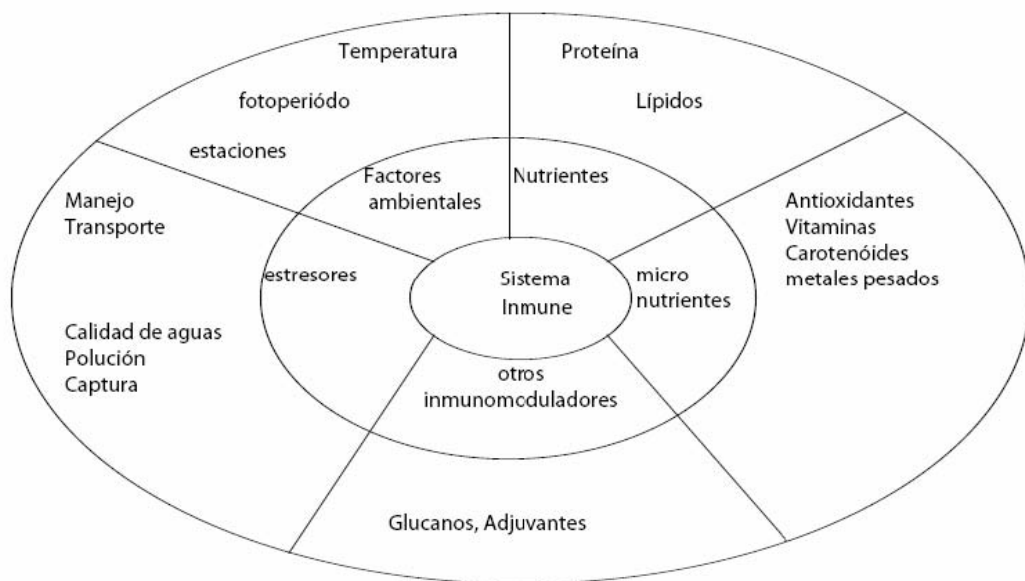 Temperatura
fotoperiódo
estaciones
Proteína
Lípidos
Factores
ambientales
Nutrientes
Manejo
Transporte
Calidad de aguas
Polución
Captura
estresores
Sistema
Inmune
micro
nutrientes
Antioxidantes
Vitaminas
Carotenóides
metales pesados
otros
inmunomoduladores
Glucanos, Adjuvantes